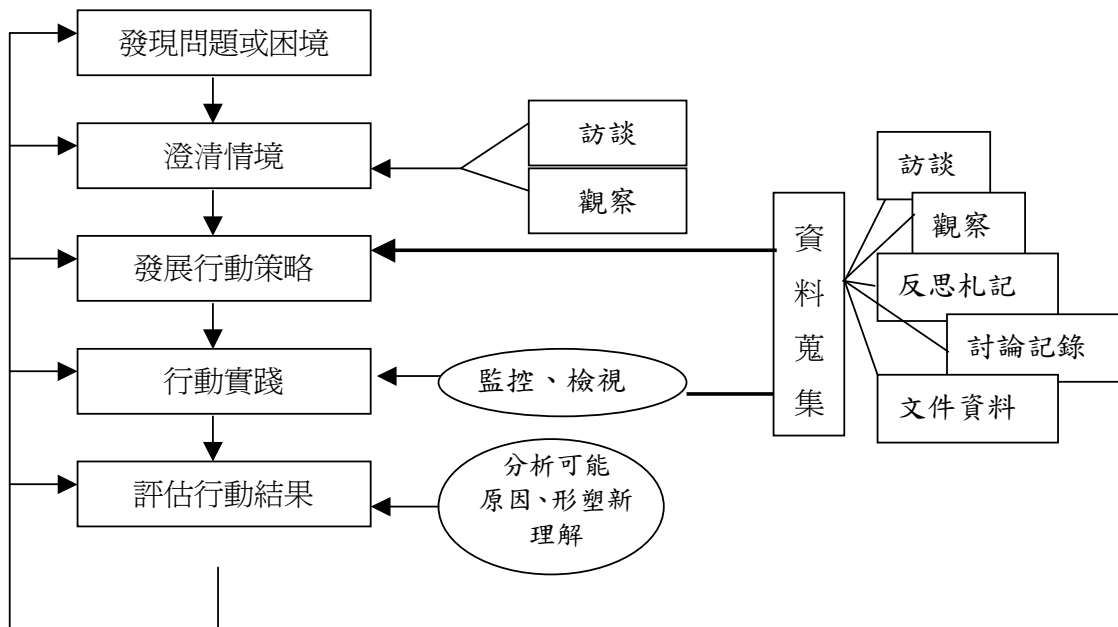 發現問題或困境
澄清情境
發展行動策略
行動實踐
評估行動結果
訪談
觀察
監控、檢視
分析可能
原因、形塑新
理解
資
料
蒐
集
訪談
觀察
反思札記
討論記錄
文件資料